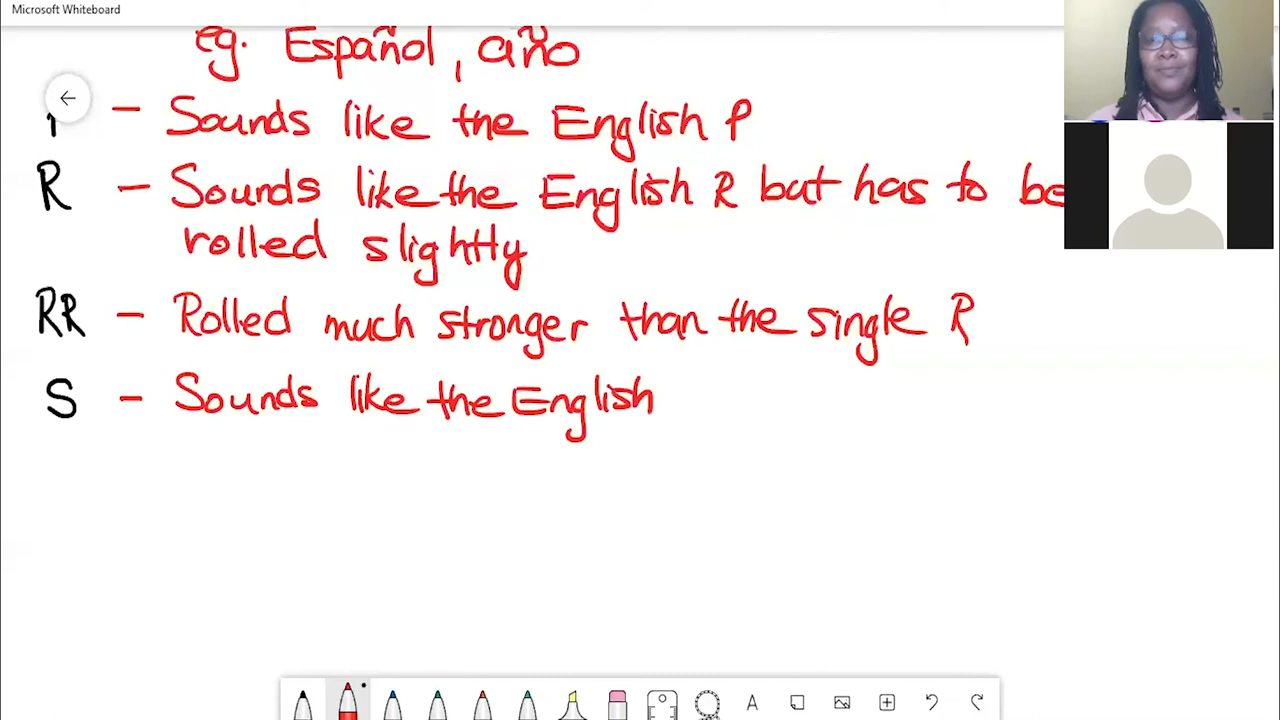 Microsoft Whiteboard
eg. Español, año
– Sounds like the English P
R – Sounds like the English R but has to be
rolled slightly
RR – Rolled much stronger than the single R
S – Sounds like the English
A